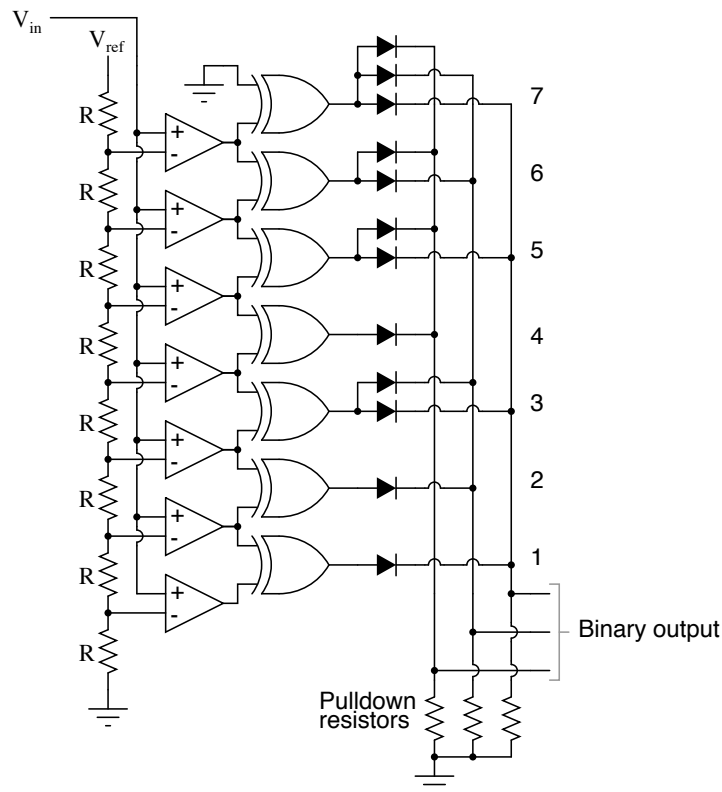 Vin
Vref
R
R
R
R
R
R
R
R
+
-
+
-
+
-
+
-
+
-
+
-
+
-
7
6
5
4
3
2
1
Binary output
Pulldown
resistors